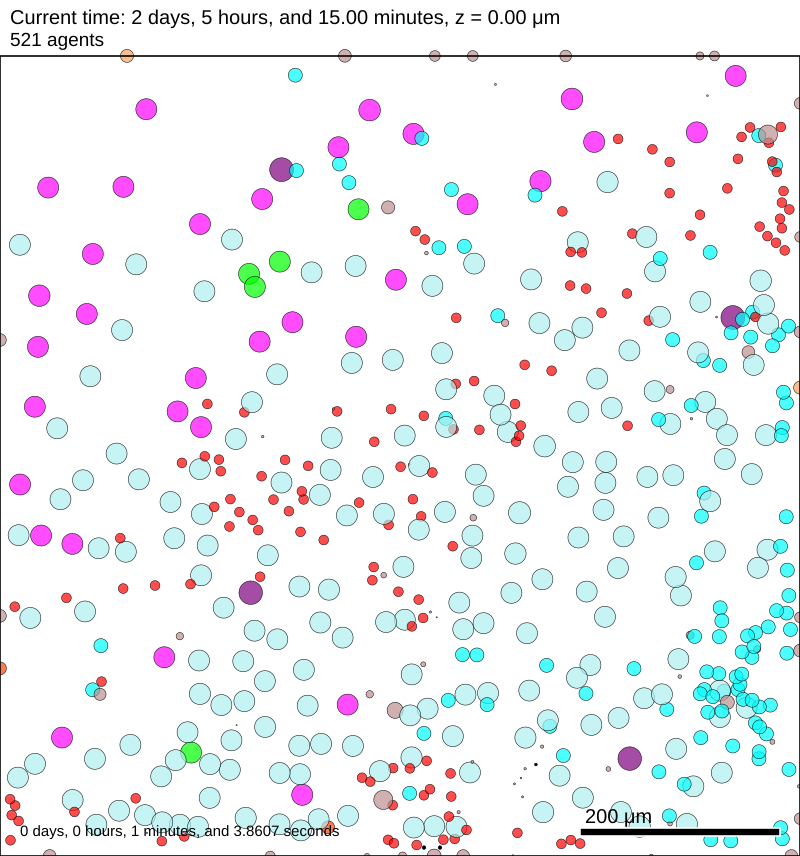 Current time: 2 days, 5 hours, and 15.00 minutes, z = 0.00 μm
521 agents
200 μm
0 days, 0 hours, 1 minutes, and 3.8607 seconds